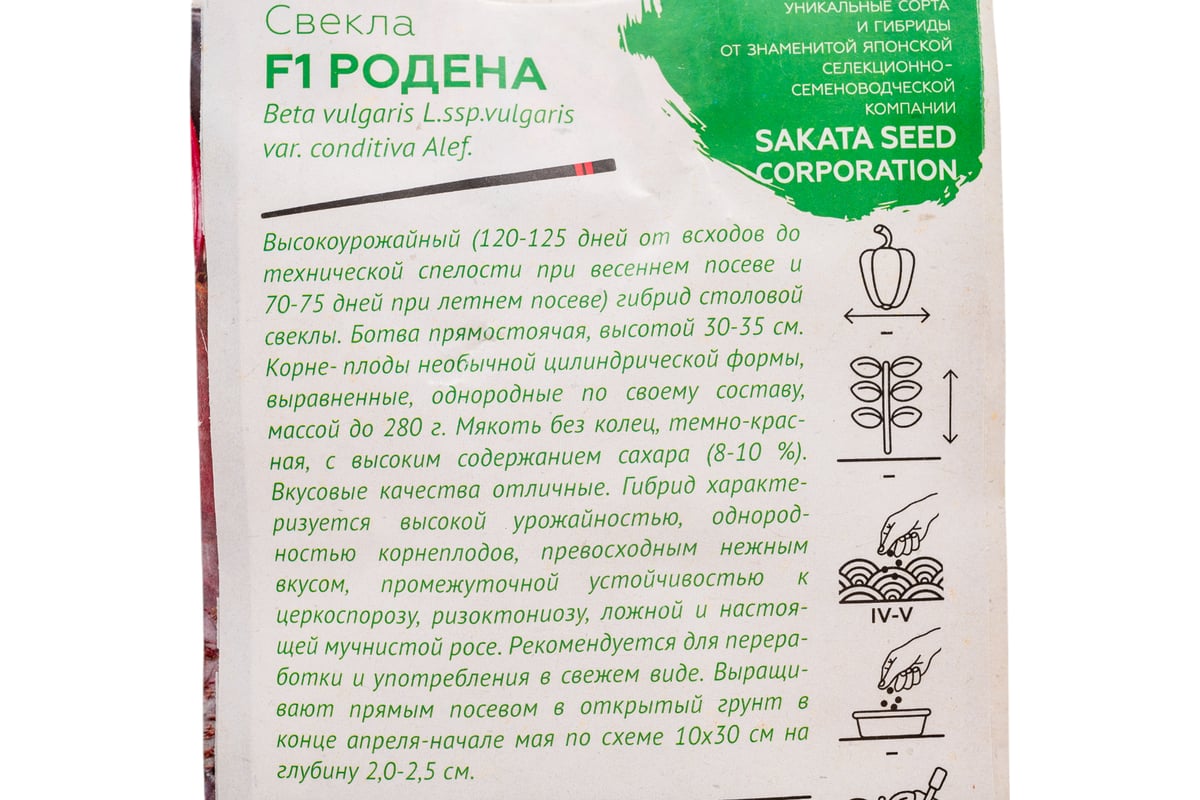 Свекла
F1 РОДЕНА
Beta vulgaris L.ssp.vulgaris
var. conditiva Alef.
УНИКАЛЬНЫЕ СОРТА
И ГИБРИДЫ
ОТ ЗНАМЕНИТОЙ ЯПОНСКОЙ
СЕЛЕКЦИОННО-
СЕМЕНОВОДЧЕСКОЙ
КОМПАНИИ
SAKATA SEED
CORPORATION
Высокоурожайный (120-125 дней от всходов до
технической спелости при весеннем посеве и
70-75 дней при летнем посеве) гибрид столовой
свеклы. Ботва прямостоячая, высотой 30-35 см.
Корне- плоды необычной цилиндрической формы,
выравненные, однородные по своему составу,
массой до 280 г. Мякоть без колец, темно-крас-
ная, с высоким содержанием сахара (8-10 %).
Вкусовые качества отличные. Гибрид характе-
ризуется высокой урожайностью, однород-
ностью корнеплодов, превосходным нежным
вкусом, промежуточной устойчивостью к
церкоспорозу, ризоктониозу, ложной и настоя-
щей мучнистой росе. Рекомендуется для перера-
ботки и употребления в свежем виде. Выращи-
вают прямым посевом в открытый грунт в
конце апреля-начале мая по схеме 10х30 см на
глубину 2,0-2,5 см.
–
–
IV-V
–